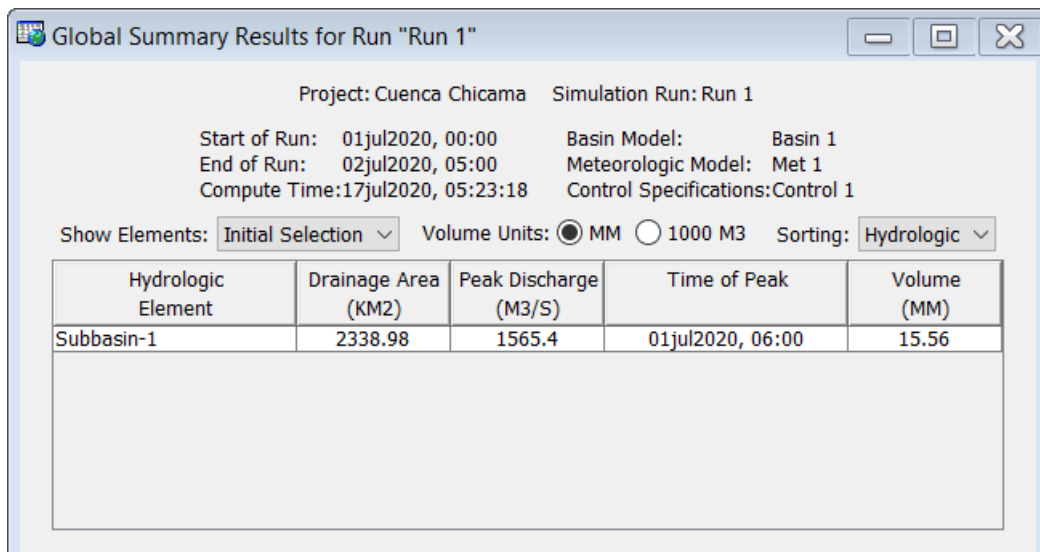 Global Summary Results for Run "Run 1"
Project: Cuenca Chicama Simulation Run: Run 1
Start of Run: 01jul2020, 00:00 Basin Model: Basin 1
End of Run: 02jul2020, 05:00 Meteorologic Model: Met 1
Compute Time:17jul2020, 05:23:18 Control Specifications:Control 1
Show Elements: Initial Selection Volume Units: MM 1000 M3 Sorting: Hydrologic
Hydrologic Drainage Area Peak Discharge Time of Peak Volume
Element (KM2) (M3/S) (MM)
Subbasin-1 2338.98 1565.4 01jul2020, 06:00 15.56